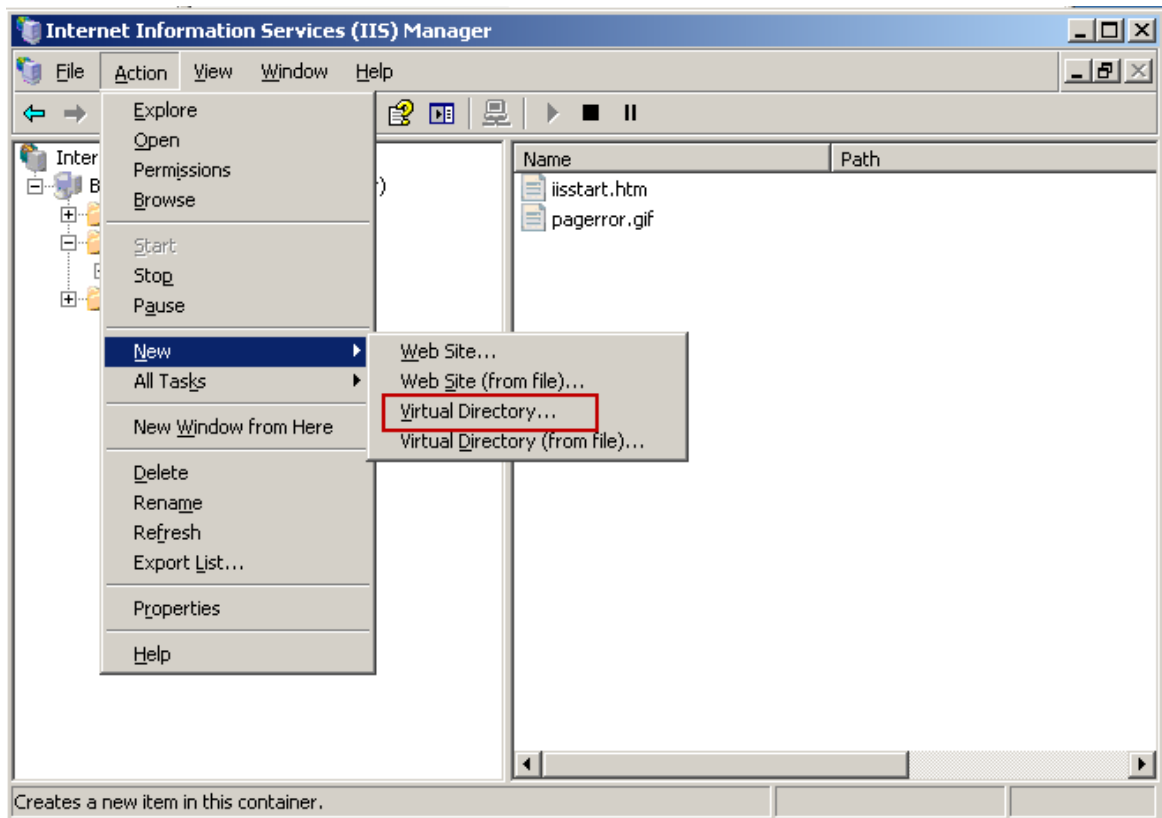 Internet Information Services (IIS) Manager
File Action View Window Help
Explore
Open
Permissions
Browse
Start
Stop
Pause
New
All Tasks
New Window from Here
Delete
Rename
Refresh
Export List...
Properties
Help
Web Site...
Web Site (from file)...
Virtual Directory...
Virtual Directory (from file)...
Inter
B
)
Name Path
iisstart.htm
pagerror.gif
Creates a new item in this container.